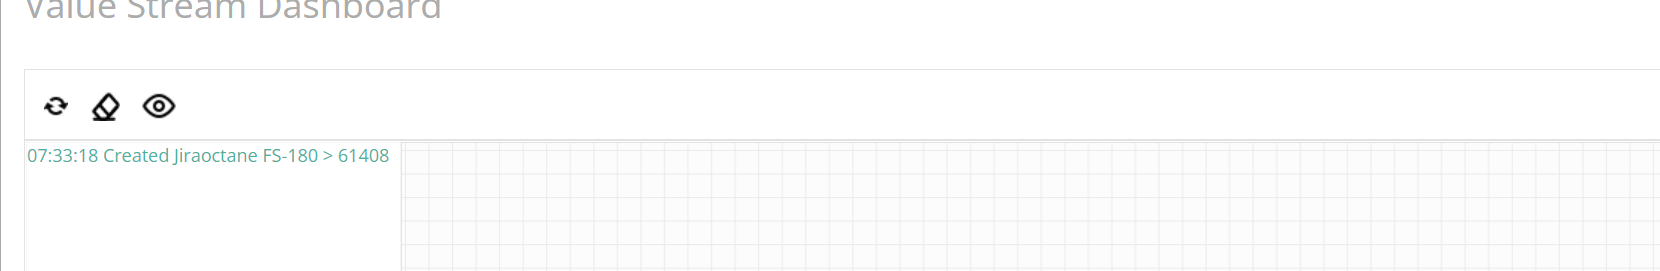 Value Stream Dashboard
07:33:18 Created Jiraoctane FS-180 > 61408